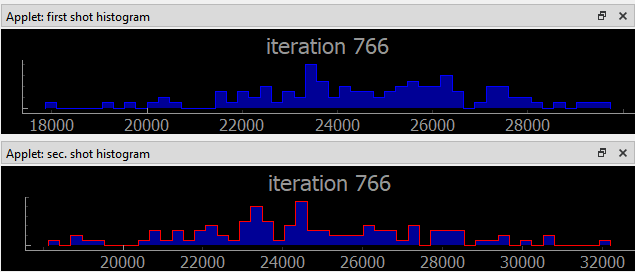 Applet: first shot histogram
iteration 766
18000 20000 22000 24000 26000 28000
Applet: sec. shot histogram
iteration 766
20000 22000 24000 26000 28000 30000 32000